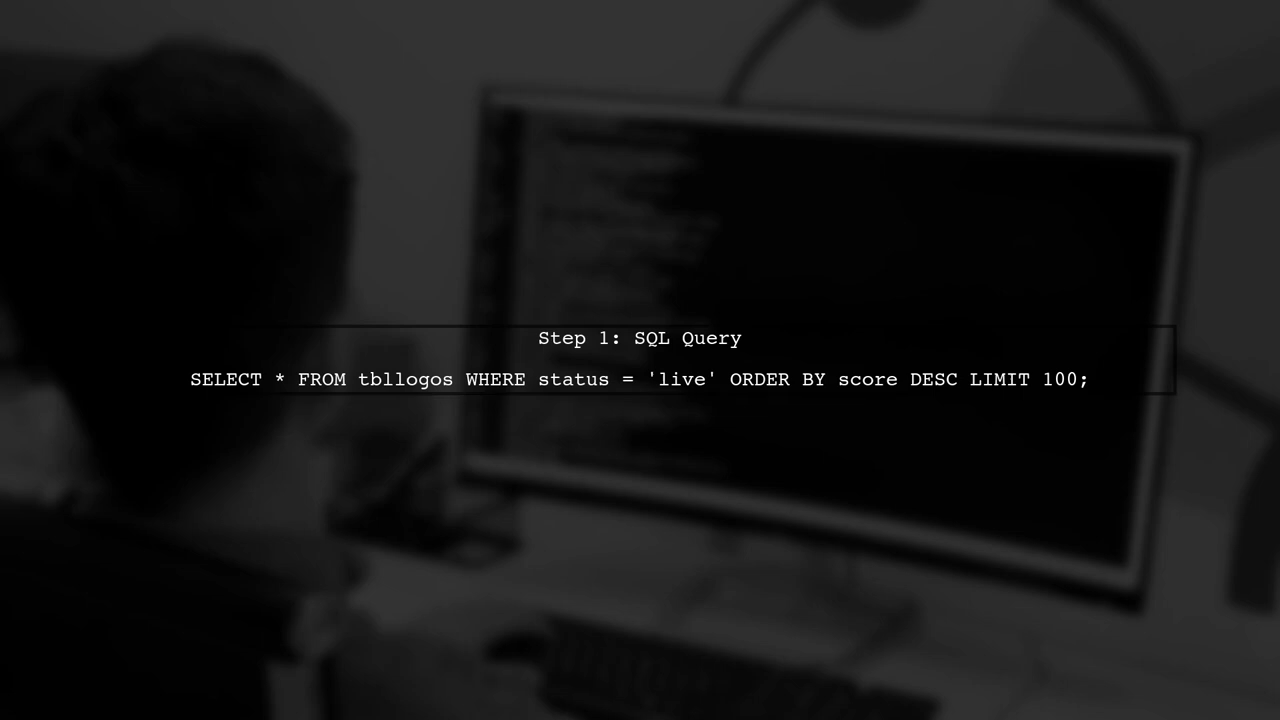 Step 1: SQL Query
SELECT * FROM tbllogos WHERE status = 'live' ORDER BY score DESC LIMIT 100;